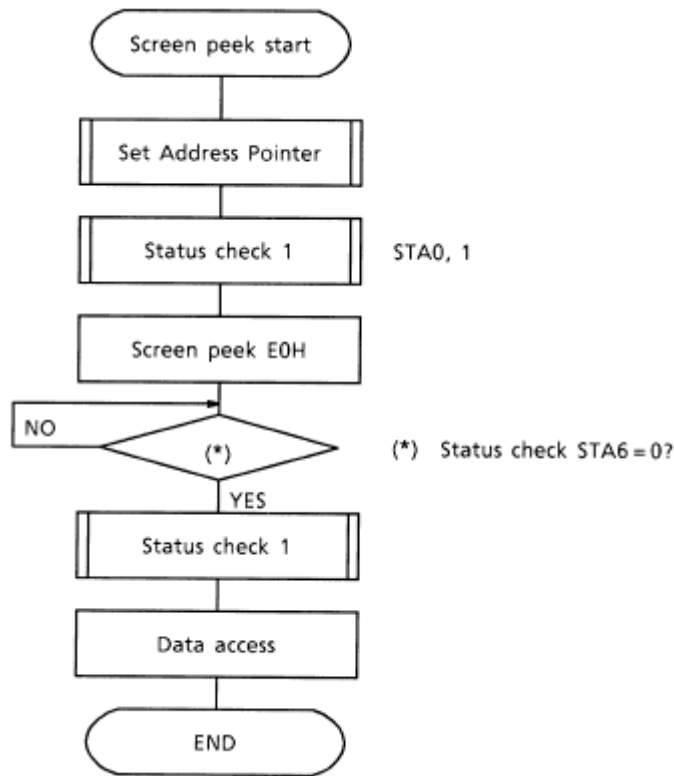 Screen peek start
Set Address Pointer
Status check 1
STA0, 1
Screen peek E0H
NO
(*)
(*) Status check STA6 = 0?
YES
Status check 1
Data access
END